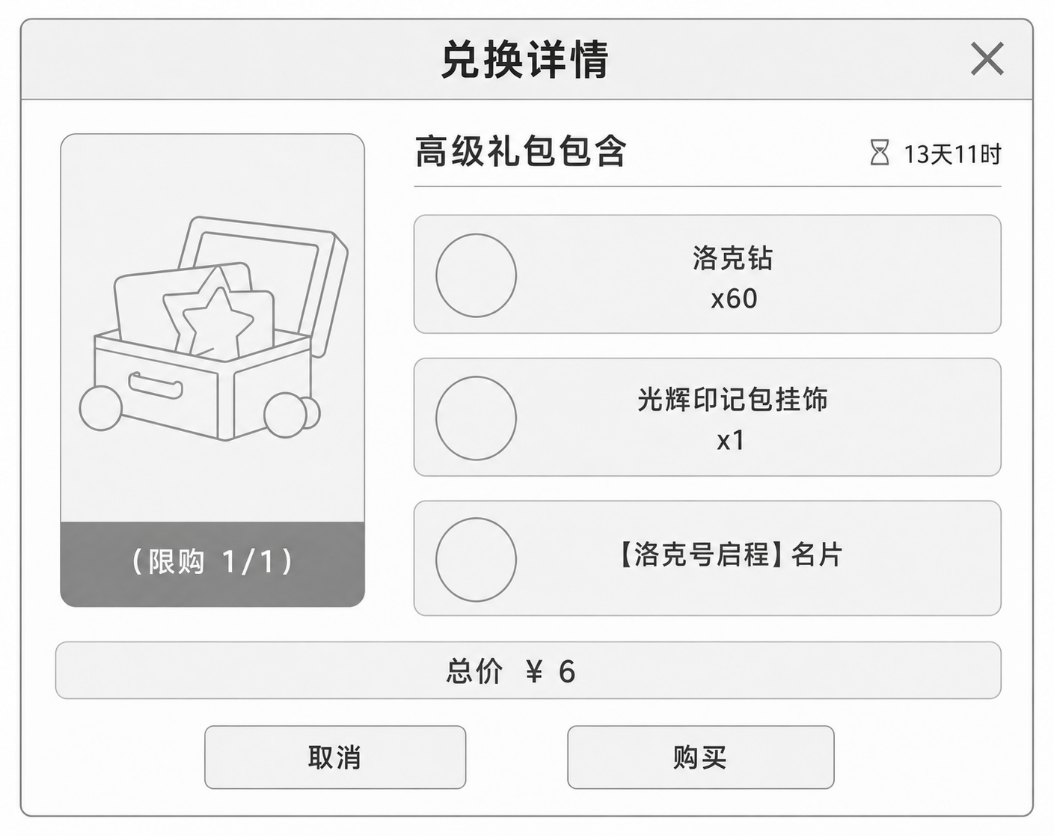 兑换详情
高级礼包包含
13天11时
洛克钻
x60
光辉印记包挂饰
x1
【洛克号启程】名片
(限购 1/1)
总价 ¥ 6
取消
购买